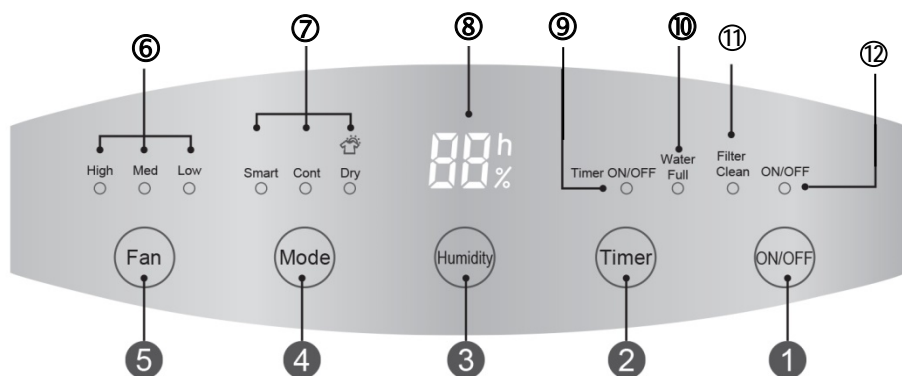 ⑥ ⑦ ⑧ ⑨ ⑩ ⑪ ⑫
High Med Low
Smart Cont Dry
88 h
%
Timer ON/OFF
Water
Full
Filter
Clean
ON/OFF
Fan Mode Humidity Timer ON/OFF
5 4 3 2 1